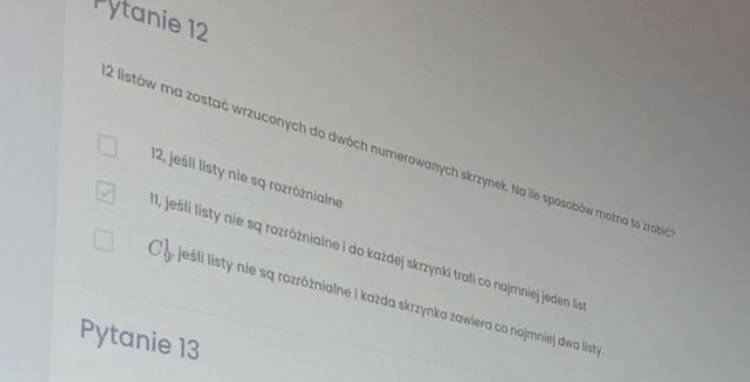 Pytanie 12
12 listów ma zostać wrzuconych do dwóch numerowanych skrzynek. Na ile sposobów można to zrobić?
12, jeśli listy nie są rozróżnialne
11, jeśli listy nie są rozróżnialne i do każdej skrzynki trafi co najmniej jeden list
jeśli listy nie są rozróżnialne i każda skrzynka zawiera co najmniej dwa listy.
Pytanie 13